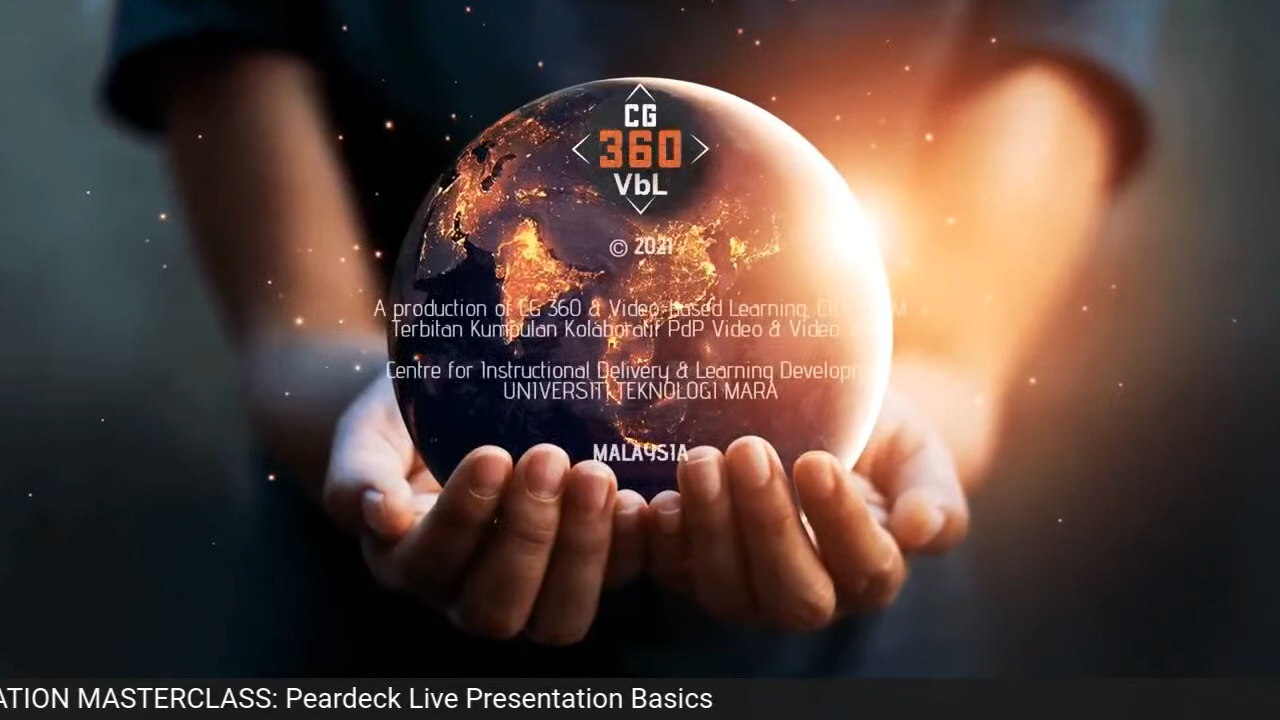 CG
360
VbL
© 2021
A production of CG 360 & Video-based Learning,
Terbitan Kumpulan Kolaboratif PdP Video & Video
Centre for Instructional Delivery & Learning
UNIVERSITI TEKNOLOGI MARA
MALAYSIA
ATION MASTERCLASS: Peardeck Live Presentation Basics